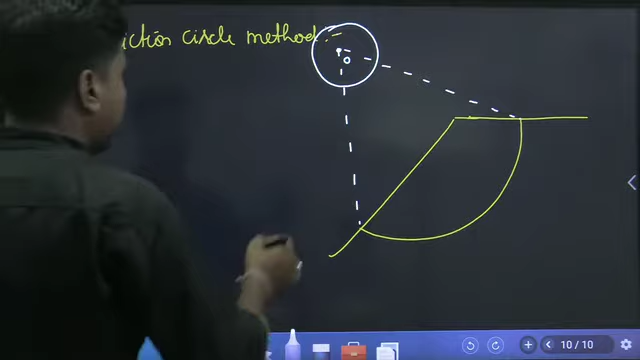 iction circle method :-
o
10 / 10